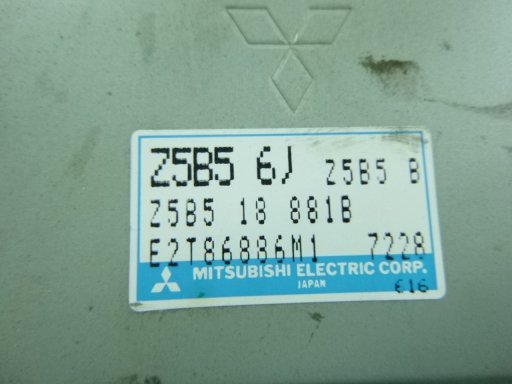 Z5B5 6J Z5B5 B
Z5B5 18 881B
E2T86886M1 7228
MITSUBISHI ELECTRIC CORP.
JAPAN
E16